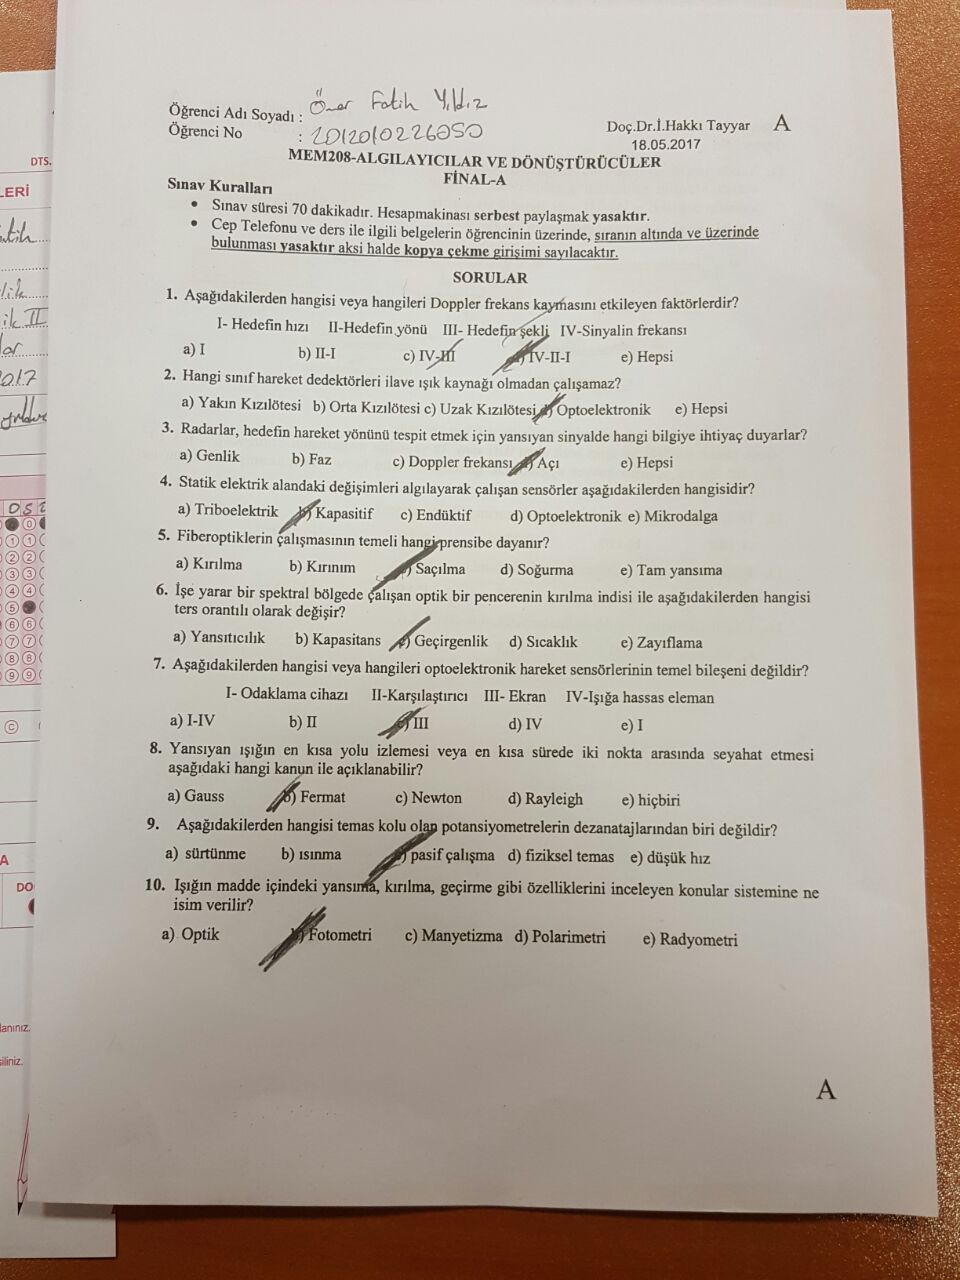 Öğrenci Adı Soyadı : Ömer Fatih Yıldız
Öğrenci No : 2012010226050
Doç.Dr.İ.Hakkı Tayyar A
18.05.2017
MEM208-ALGILAYICILAR VE DÖNÜŞTÜRÜCÜLER
FİNAL-A
Sınav Kuralları
• Sınav süresi 70 dakikadır. Hesapmakinası serbest paylaşmak yasaktır.
• Cep Telefonu ve ders ile ilgili belgelerin öğrencinin üzerinde, sıranın altında ve üzerinde
bulunması yasaktır aksi halde kopya çekme girişimi sayılacaktır.
SORULAR
1. Aşağıdakilerden hangisi veya hangileri Doppler frekans kaymasını etkileyen faktörlerdir?
I- Hedefin hızı II-Hedefin yönü III- Hedefin şekli IV-Sinyalin frekansı
a) I b) II-I c) IV-III d) IV-II-I e) Hepsi
2. Hangi sınıf hareket dedektörleri ilave ışık kaynağı olmadan çalışamaz?
a) Yakın Kızılötesi b) Orta Kızılötesi c) Uzak Kızılötesi d) Optoelektronik e) Hepsi
3. Radarlar, hedefin hareket yönünü tespit etmek için yansıyan sinyalde hangi bilgiye ihtiyaç duyarlar?
a) Genlik b) Faz c) Doppler frekansı d) Açı e) Hepsi
4. Statik elektrik alandaki değişimleri algılayarak çalışan sensörler aşağıdakilerden hangisidir?
a) Triboelektrik b) Kapasitif c) Endüktif d) Optoelektronik e) Mikrodalga
5. Fiberoptiklerin çalışmasının temeli hangi prensibe dayanır?
a) Kırılma b) Kırınım c) Saçılma d) Soğurma e) Tam yansıma
6. İşe yarar bir spektral bölgede çalışan optik bir pencerenin kırılma indisi ile aşağıdakilerden hangisi
ters orantılı olarak değişir?
a) Yansıtıcılık b) Kapasitans c) Geçirgenlik d) Sıcaklık e) Zayıflama
7. Aşağıdakilerden hangisi veya hangileri optoelektronik hareket sensörlerinin temel bileşeni değildir?
I- Odaklama cihazı II-Karşılaştırıcı III- Ekran IV-Işığa hassas eleman
a) I-IV b) II c) III d) IV e) I
8. Yansıyan ışığın en kısa yolu izlemesi veya en kısa sürede iki nokta arasında seyahat etmesi
aşağıdaki hangi kanun ile açıklanabilir?
a) Gauss b) Fermat c) Newton d) Rayleigh e) hiçbiri
9. Aşağıdakilerden hangisi temas kolu olan potansiyometrelerin dezanatajlarından biri değildir?
a) sürtünme b) ısınma c) pasif çalışma d) fiziksel temas e) düşük hız
10. Işığın madde içindeki yansıma, kırılma, geçirme gibi özelliklerini inceleyen konular sistemine ne
isim verilir?
a) Optik b) Fotometri c) Manyetizma d) Polarimetri e) Radyometri
A
DTS.
LERİ
2017
A
DO